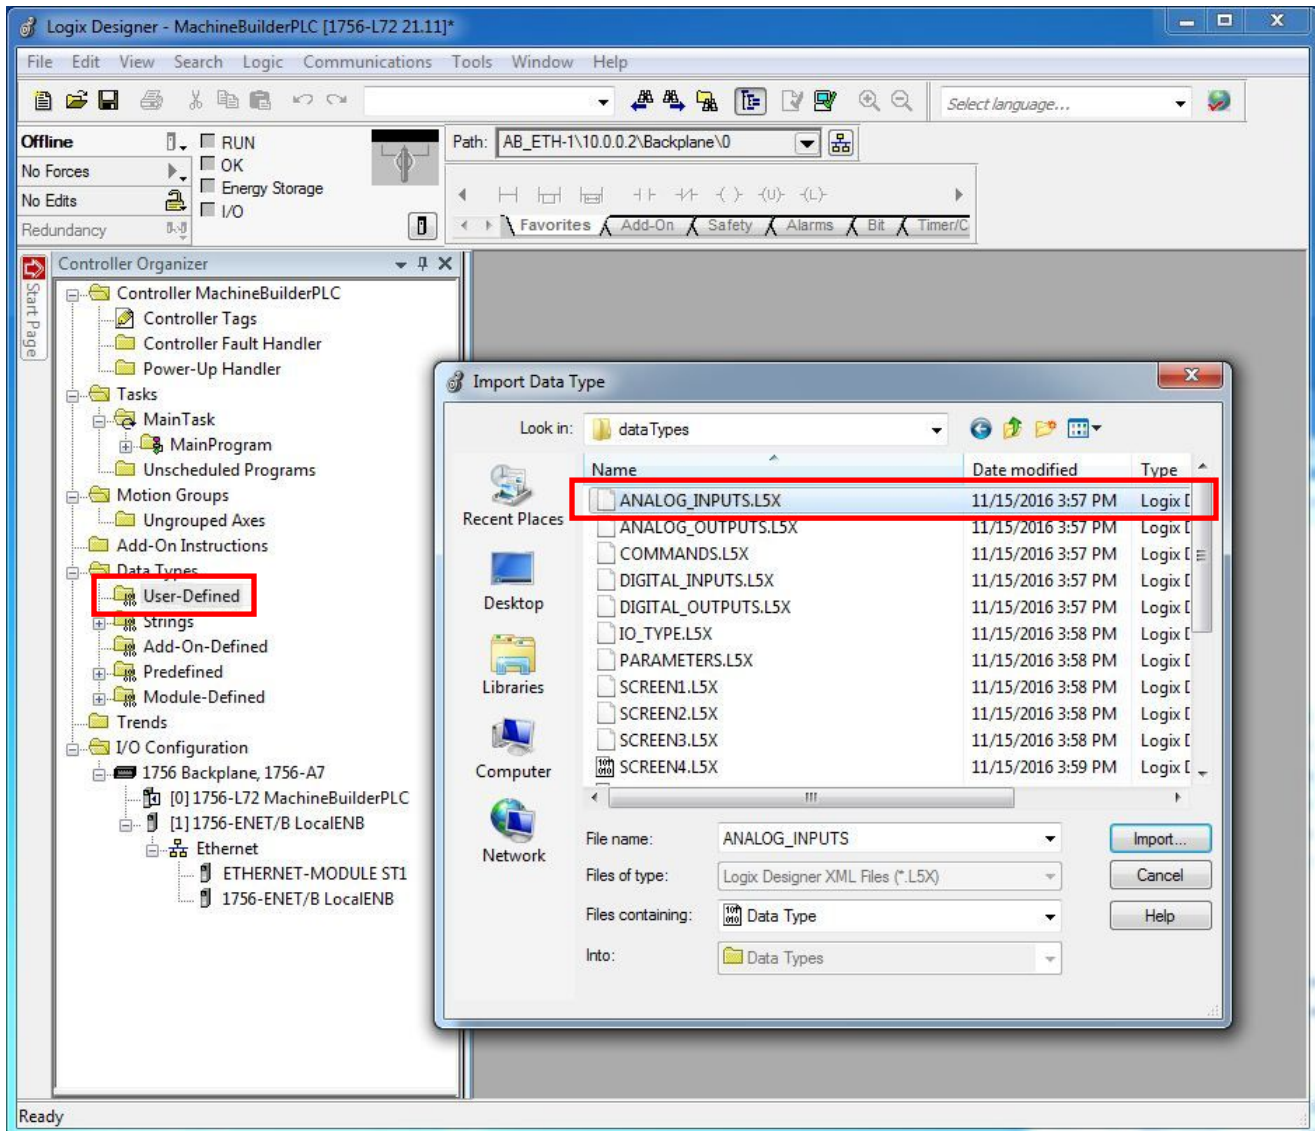 Logix Designer - MachineBuilderPLC [1756-L72 21.11]*
File Edit View Search Logic Communications Tools Window Help
Select language...
Offline
RUN
No Forces
OK
Energy Storage
No Edits
I/O
Redundancy
Path: AB_ETH-1\10.0.0.2\Backplane\0
Favorites Add-On Safety Alarms Bit Timer/C
Start Page
Controller Organizer
Controller MachineBuilderPLC
Controller Tags
Controller Fault Handler
Power-Up Handler
Tasks
MainTask
MainProgram
Unscheduled Programs
Motion Groups
Ungrouped Axes
Add-On Instructions
Data Types
User-Defined
Strings
Add-On-Defined
Predefined
Module-Defined
Trends
I/O Configuration
1756 Backplane, 1756-A7
[0] 1756-L72 MachineBuilderPLC
[1] 1756-ENET/B LocalENB
Ethernet
ETHERNET-MODULE ST1
1756-ENET/B LocalENB
Import Data Type
Look in: dataTypes
Recent Places
Desktop
Libraries
Computer
Network
Name Date modified Type
ANALOG_INPUTS.L5X 11/15/2016 3:57 PM Logix D
ANALOG_OUTPUTS.L5X 11/15/2016 3:57 PM Logix D
COMMANDS.L5X 11/15/2016 3:57 PM Logix D
DIGITAL_INPUTS.L5X 11/15/2016 3:57 PM Logix D
DIGITAL_OUTPUTS.L5X 11/15/2016 3:57 PM Logix D
IO_TYPE.L5X 11/15/2016 3:58 PM Logix D
PARAMETERS.L5X 11/15/2016 3:58 PM Logix D
SCREEN1.L5X 11/15/2016 3:58 PM Logix D
SCREEN2.L5X 11/15/2016 3:58 PM Logix D
SCREEN3.L5X 11/15/2016 3:58 PM Logix D
SCREEN4.L5X 11/15/2016 3:59 PM Logix D
File name: ANALOG_INPUTS Import...
Files of type: Logix Designer XML Files (*.L5X) Cancel
Files containing: Data Type Help
Into: Data Types
Ready